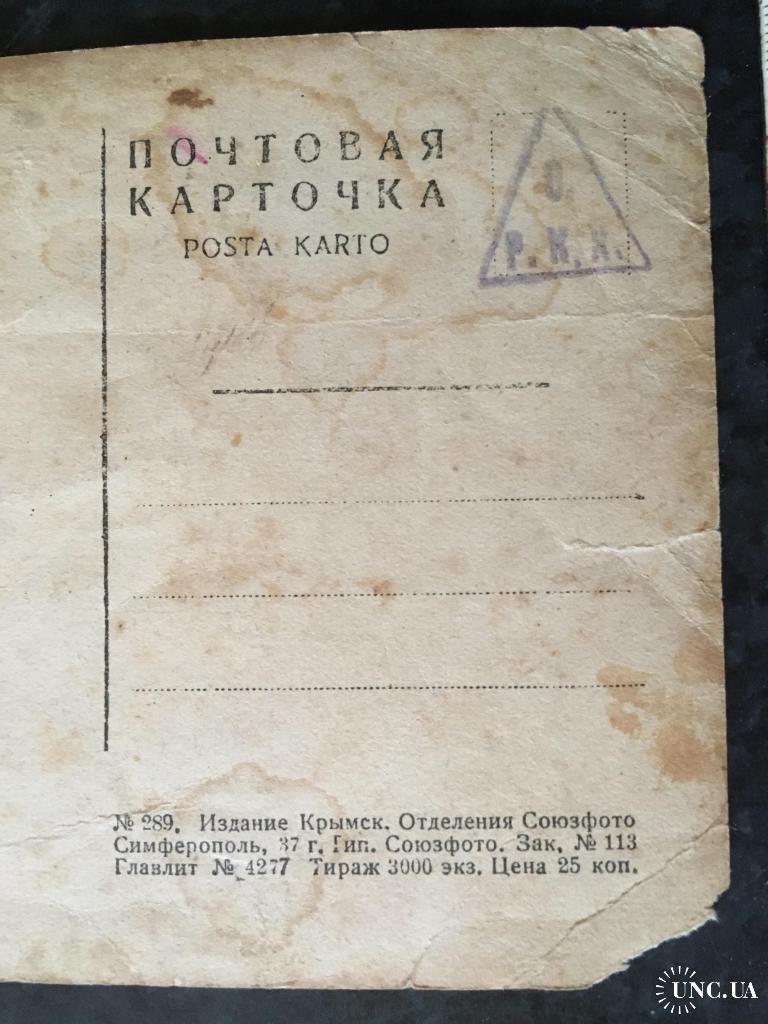 ПОЧТОВАЯ
КАРТОЧКА
POSTA KARTO
О
Р. К. К.
№ 289. Издание Крымск. Отделения Союзфото
Симферополь, 37 г. Тип. Союзфото. Зак. № 113
Главлит № 4277 Тираж 3000 экз. Цена 25 коп.
UNC.UA